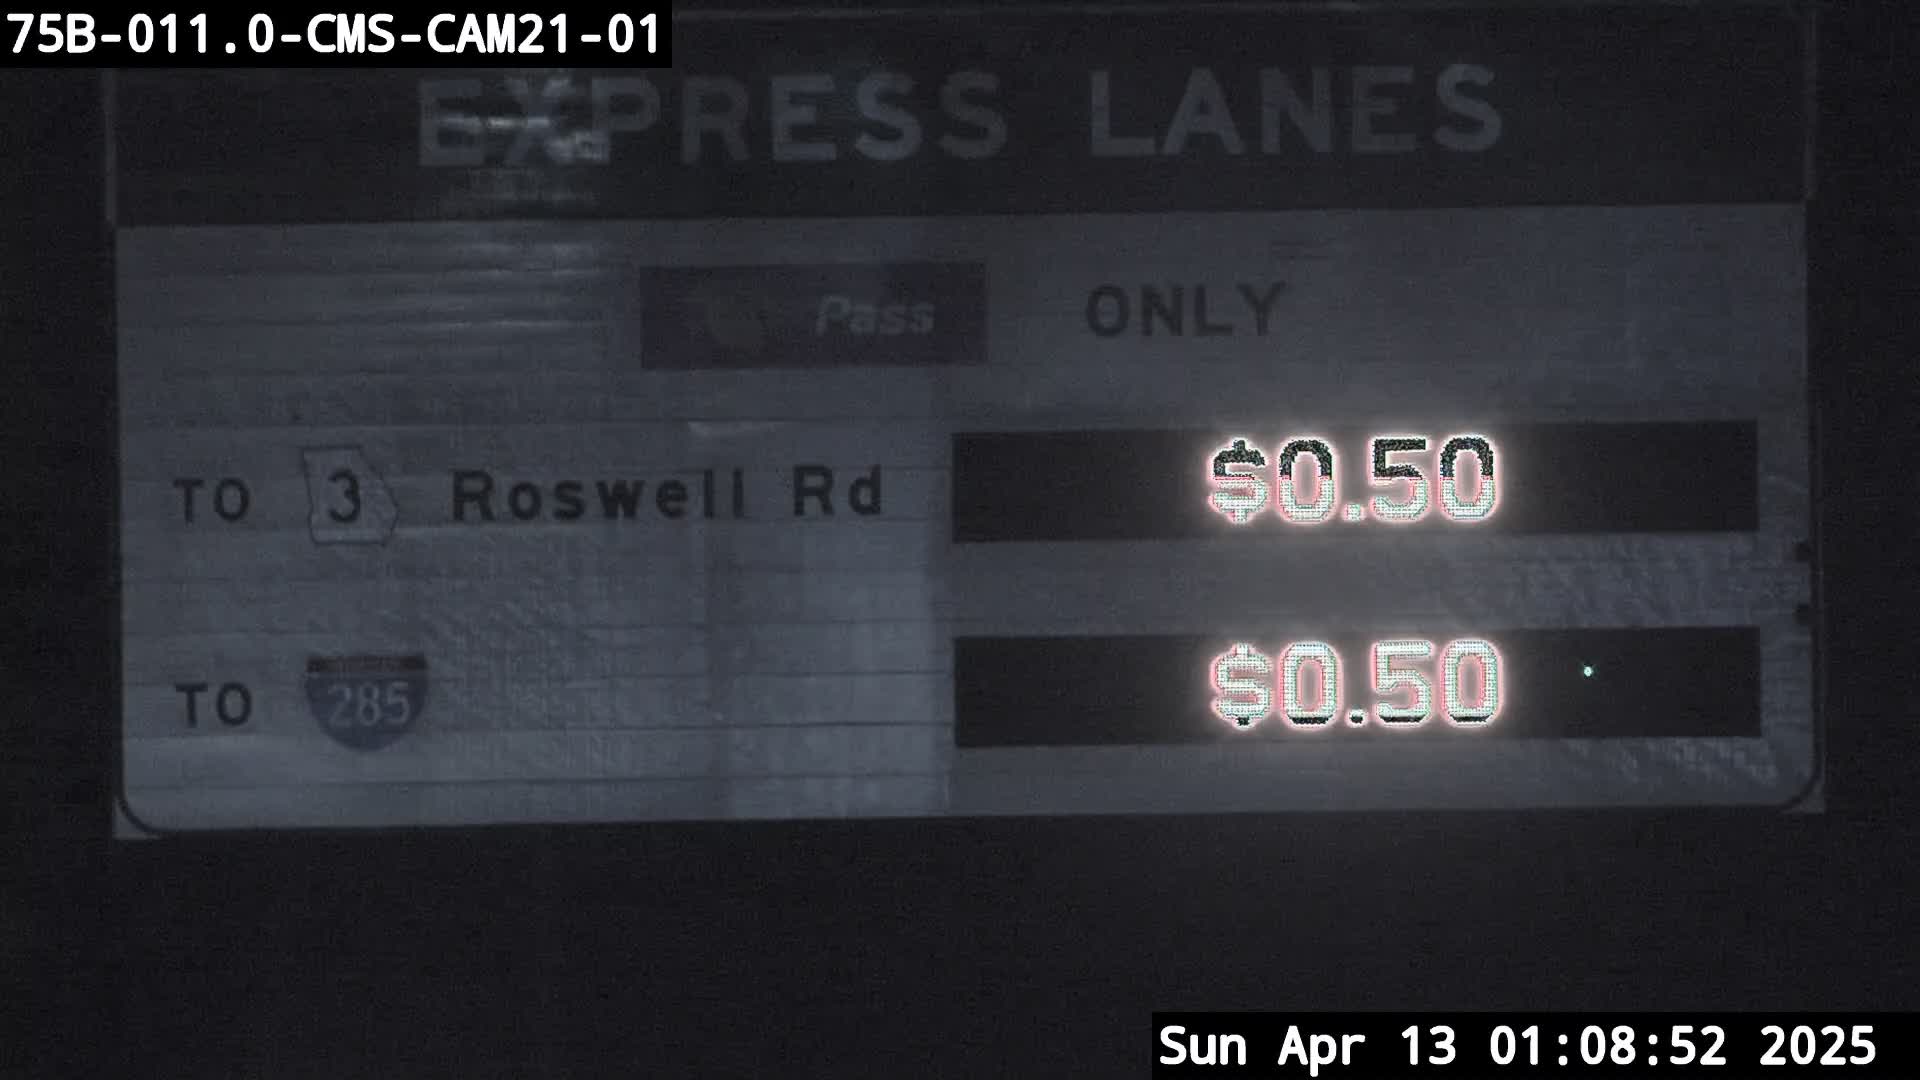 75B-011.0-CMS-CAM21-01
EXPRESS LANES
Pass ONLY
TO 3 Roswell Rd $0.50
TO 285 $0.50
Sun Apr 13 01:08:52 2025